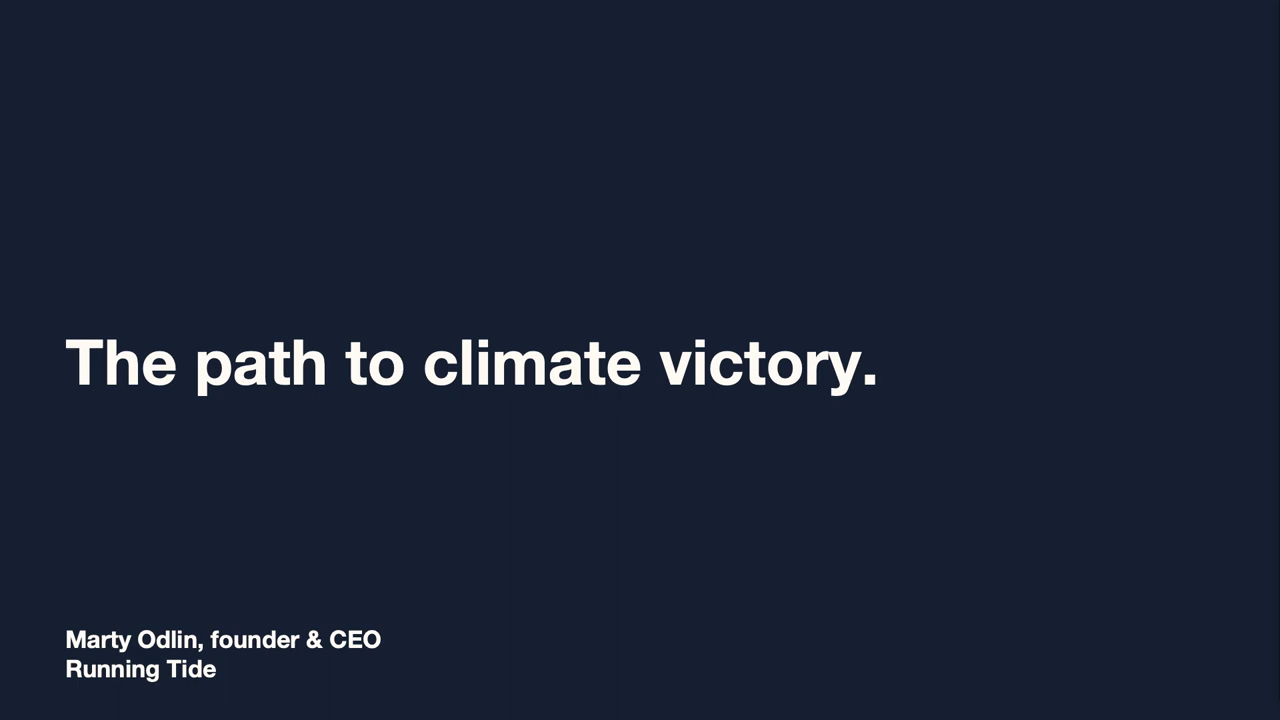 The path to climate victory.
Marty Odlin, founder & CEO
Running Tide